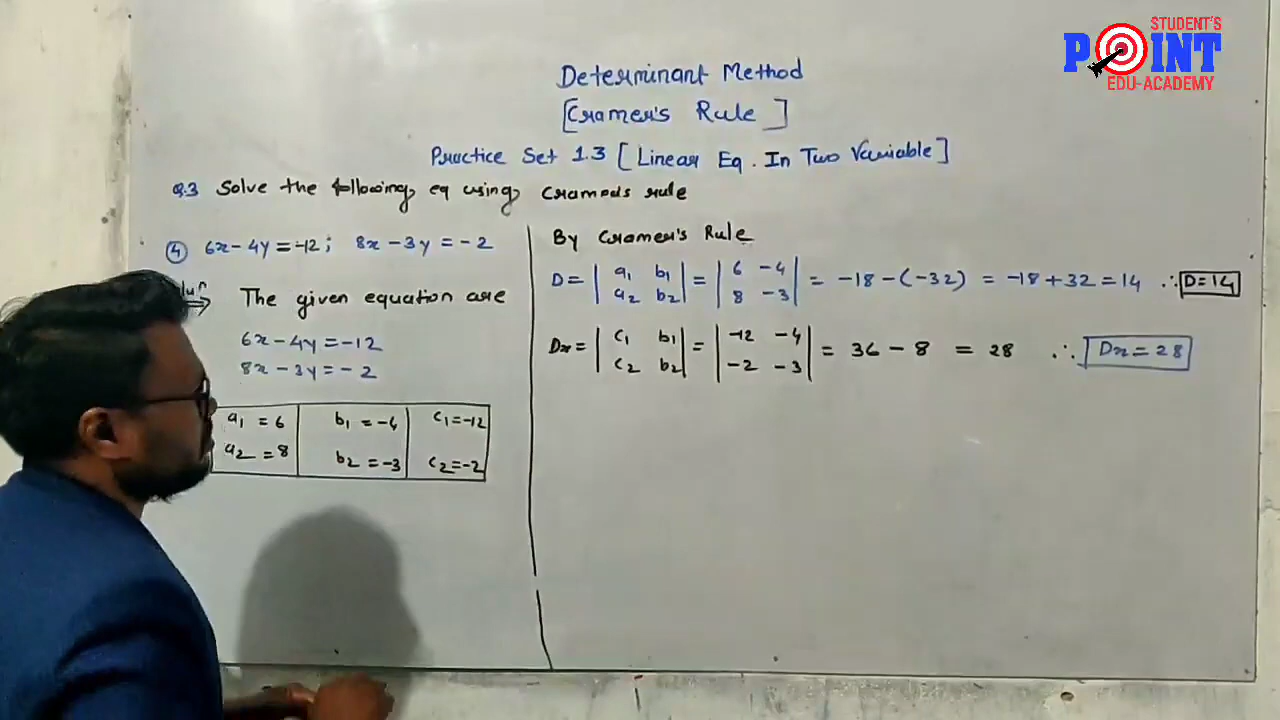 STUDENT'S
POINT
EDU-ACADEMY
Determinant Method
[Cramer's Rule]
Practice Set 1.3 [Linear Eq. In Two Variable]
Q.3 Solve the following eq using cramods rule
④ 6x-4y=-12; 8x-3y=-2
The given equation are
6x-4y=-12
8x-3y=-2
a₁=6 b₁=-4 c₁=-12
a₂=8 b₂=-3 c₂=-2
By Cramer's Rule
D= | a₁ b₁ | = | 6 -4 | = -18-(-32) = -18+32=14 ∴ D=14
| a₂ b₂ | | 8 -3 |
Dx= | c₁ b₁ | = | -12 -4 | = 36-8 = 28 ∴ Dx=28
| c₂ b₂ | | -2 -3 |